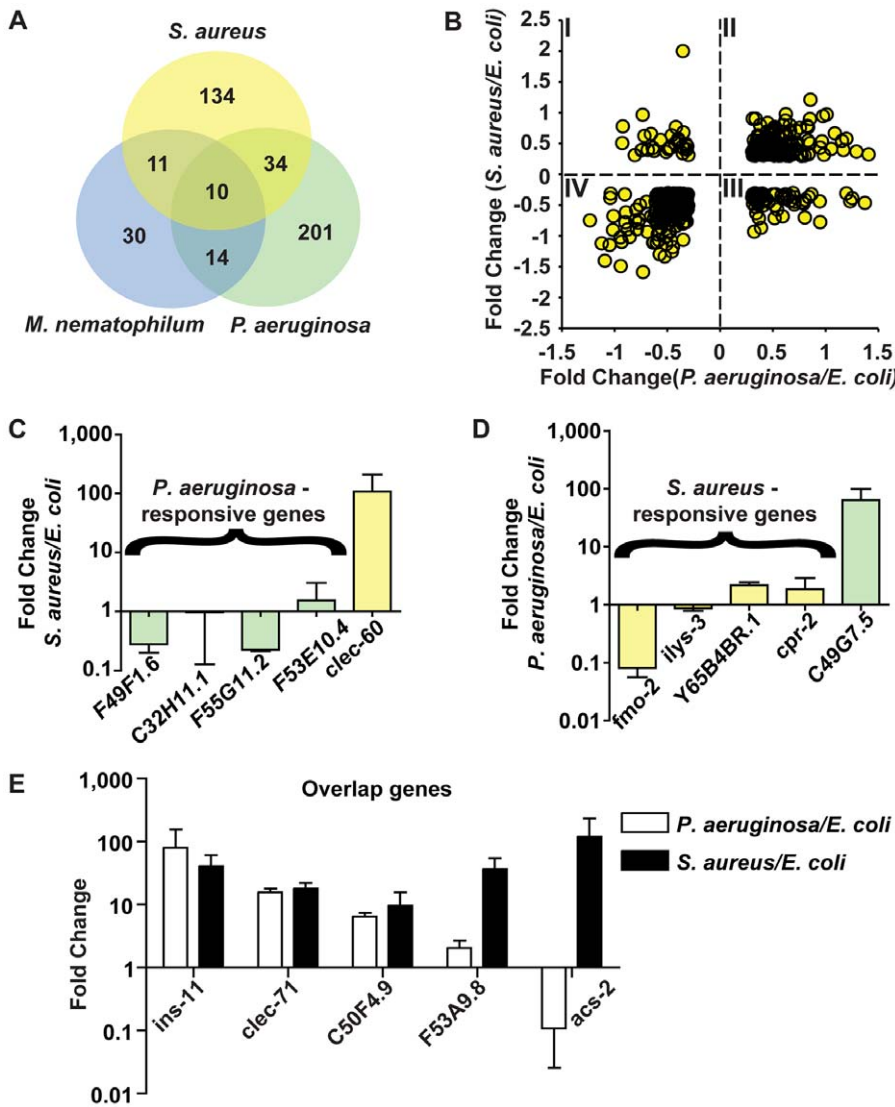 A
S. aureus
134
11
34
10
30
14
201
M. nematophilum
P. aeruginosa
B
Fold Change (S. aureus/E. coli)
I
II
IV
III
2.5
2
1.5
1
0.5
0
-0.5
-1
-1.5
-2
-2.5
-1.5
-1
-0.5
0
0.5
1
1.5
Fold Change(P. aeruginosa/E. coli)
C
Fold Change
S. aureus/E. coli
1,000
100
10
1
0.1
P. aeruginosa -
responsive genes
F49F1.6
C32H11.1
F55G11.2
F53E10.4
clec-60
D
Fold Change
P. aeruginosa/E. coli
1,000
100
10
1
0.1
0.01
S. aureus -
responsive genes
fmo-2
ilys-3
Y65B4BR.1
cpr-2
C49G7.5
E
Overlap genes
Fold Change
1,000
100
10
1
0.1
0.01
ins-11
clec-71
C50F4.9
F53A9.8
acs-2
P. aeruginosa/E. coli
S. aureus/E. coli